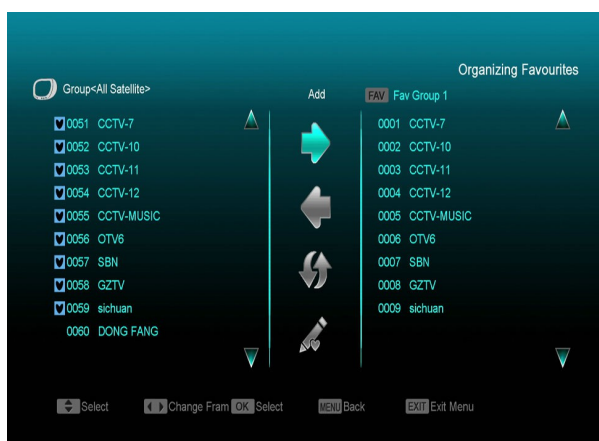 Organizing Favourites
Group<All Satellite>
Add
FAV Fav Group 1
0051 CCTV-7
0052 CCTV-10
0053 CCTV-11
0054 CCTV-12
0055 CCTV-MUSIC
0056 OTV6
0057 SBN
0058 GZTV
0059 sichuan
0060 DONG FANG
0001 CCTV-7
0002 CCTV-10
0003 CCTV-11
0004 CCTV-12
0005 CCTV-MUSIC
0006 OTV6
0007 SBN
0008 GZTV
0009 sichuan
Select Change Fram OK Select MENU Back EXIT Exit Menu